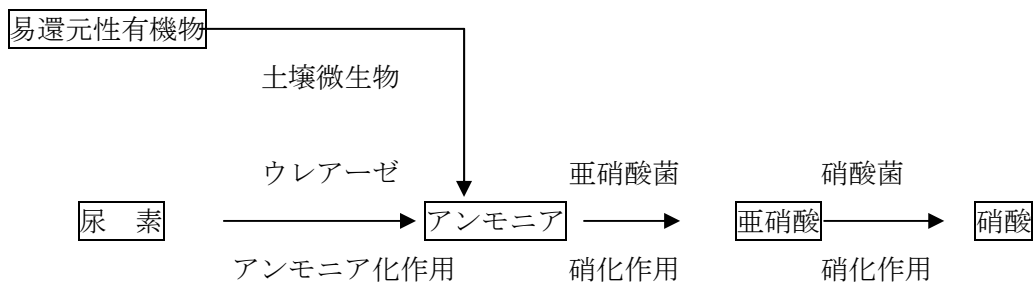 易還元性有機物
土壌微生物
ウレアーゼ 亜硝酸菌 硝酸菌
尿　素 アンモニア 亜硝酸 硝酸
アンモニア化作用 硝化作用 硝化作用